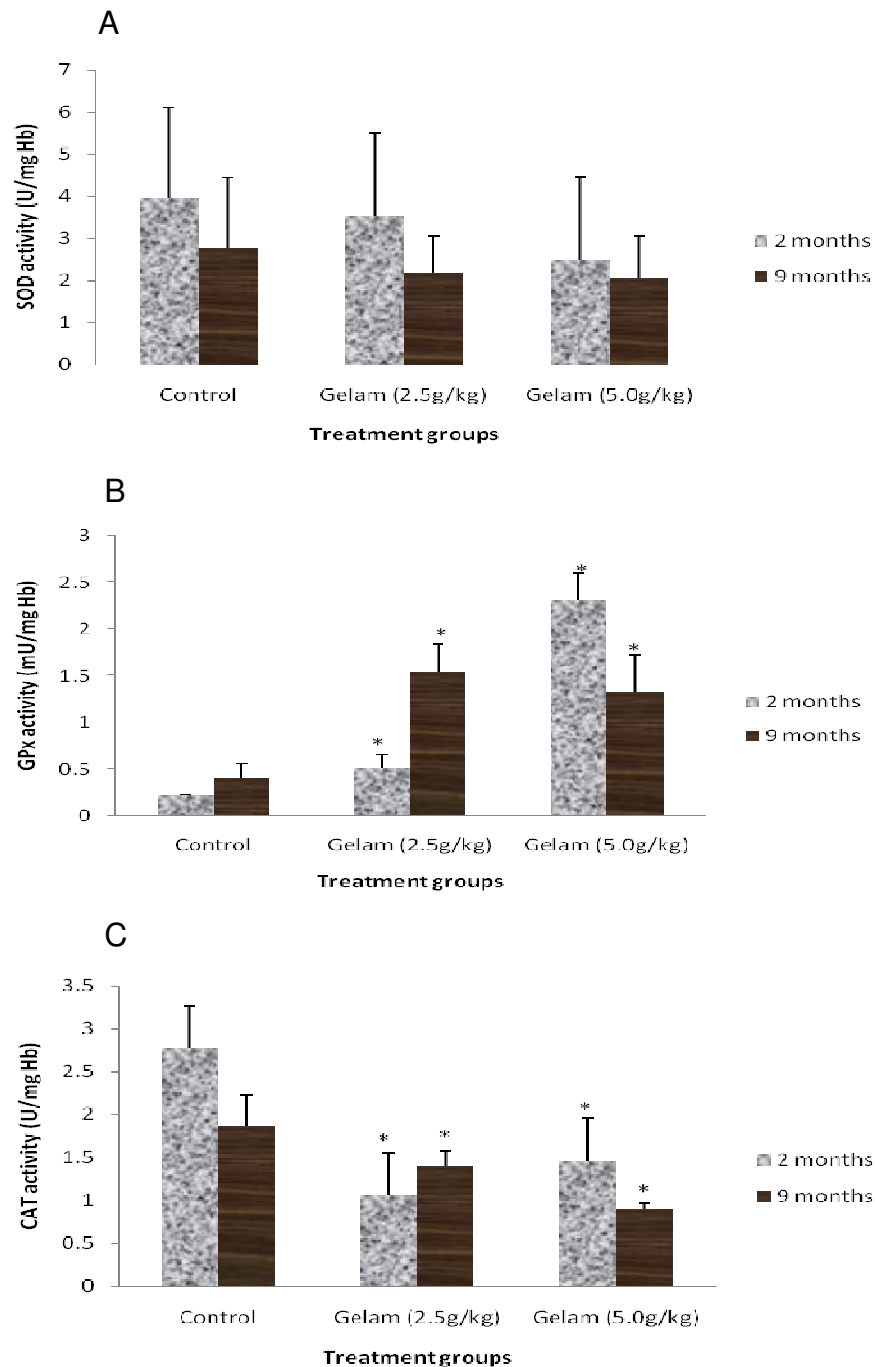 A
7
6
5
4
3
2
1
0
SOD activity (U/mg Hb)
Control
Gelam (2.5g/kg)
Gelam (5.0g/kg)
Treatment groups
2 months
9 months
B
3
2.5
2
1.5
1
0.5
0
GPx activity (mU/mg Hb)
*
*
*
*
Control
Gelam (2.5g/kg)
Gelam (5.0g/kg)
Treatment groups
2 months
9 months
C
3.5
3
2.5
2
1.5
1
0.5
0
CAT activity (U/mg Hb)
*
*
*
*
Control
Gelam (2.5g/kg)
Gelam (5.0g/kg)
Treatment groups
2 months
9 months